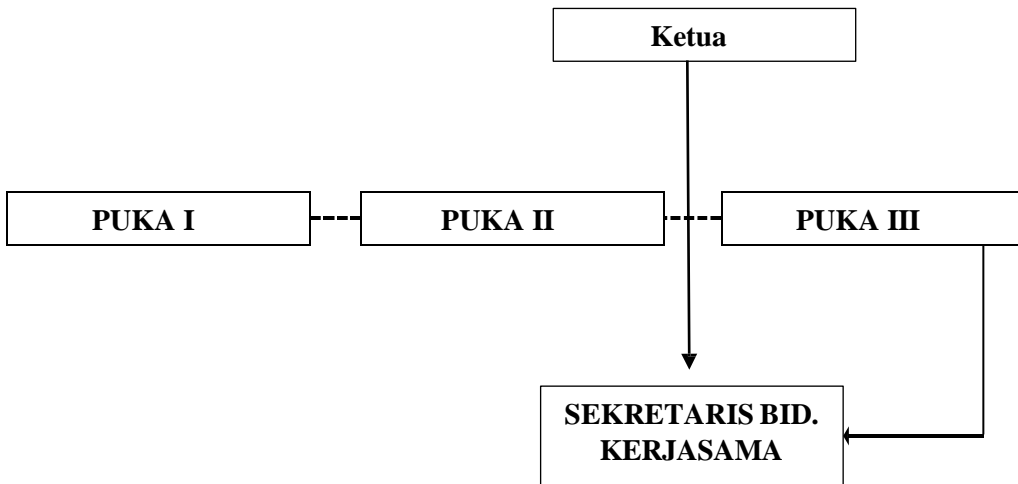 Ketua
PUKA I
PUKA II
PUKA III
SEKRETARIS BID.
KERJASAMA